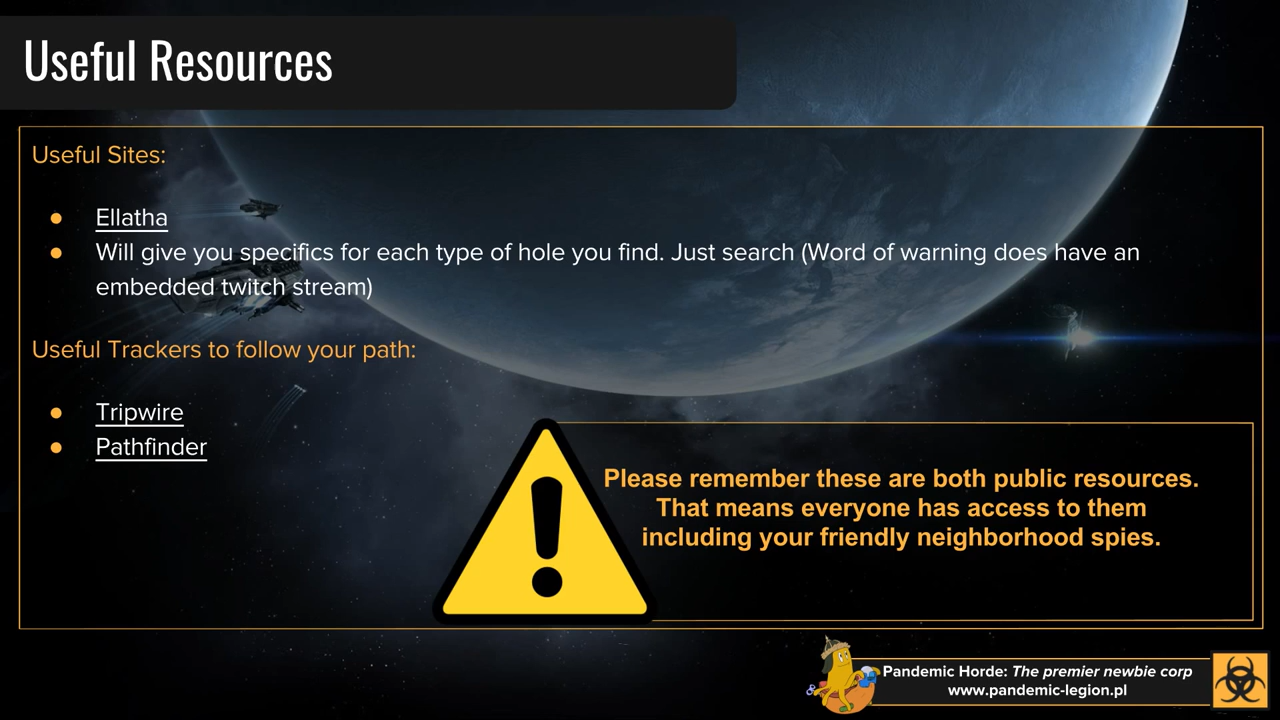 Useful Resources
Useful Sites:
● Ellatha
● Will give you specifics for each type of hole you find. Just search (Word of warning does have an
embedded twitch stream)
Useful Trackers to follow your path:
● Tripwire
● Pathfinder
Please remember these are both public resources.
That means everyone has access to them
including your friendly neighborhood spies.
Pandemic Horde: The premier newbie corp
www.pandemic-legion.pl